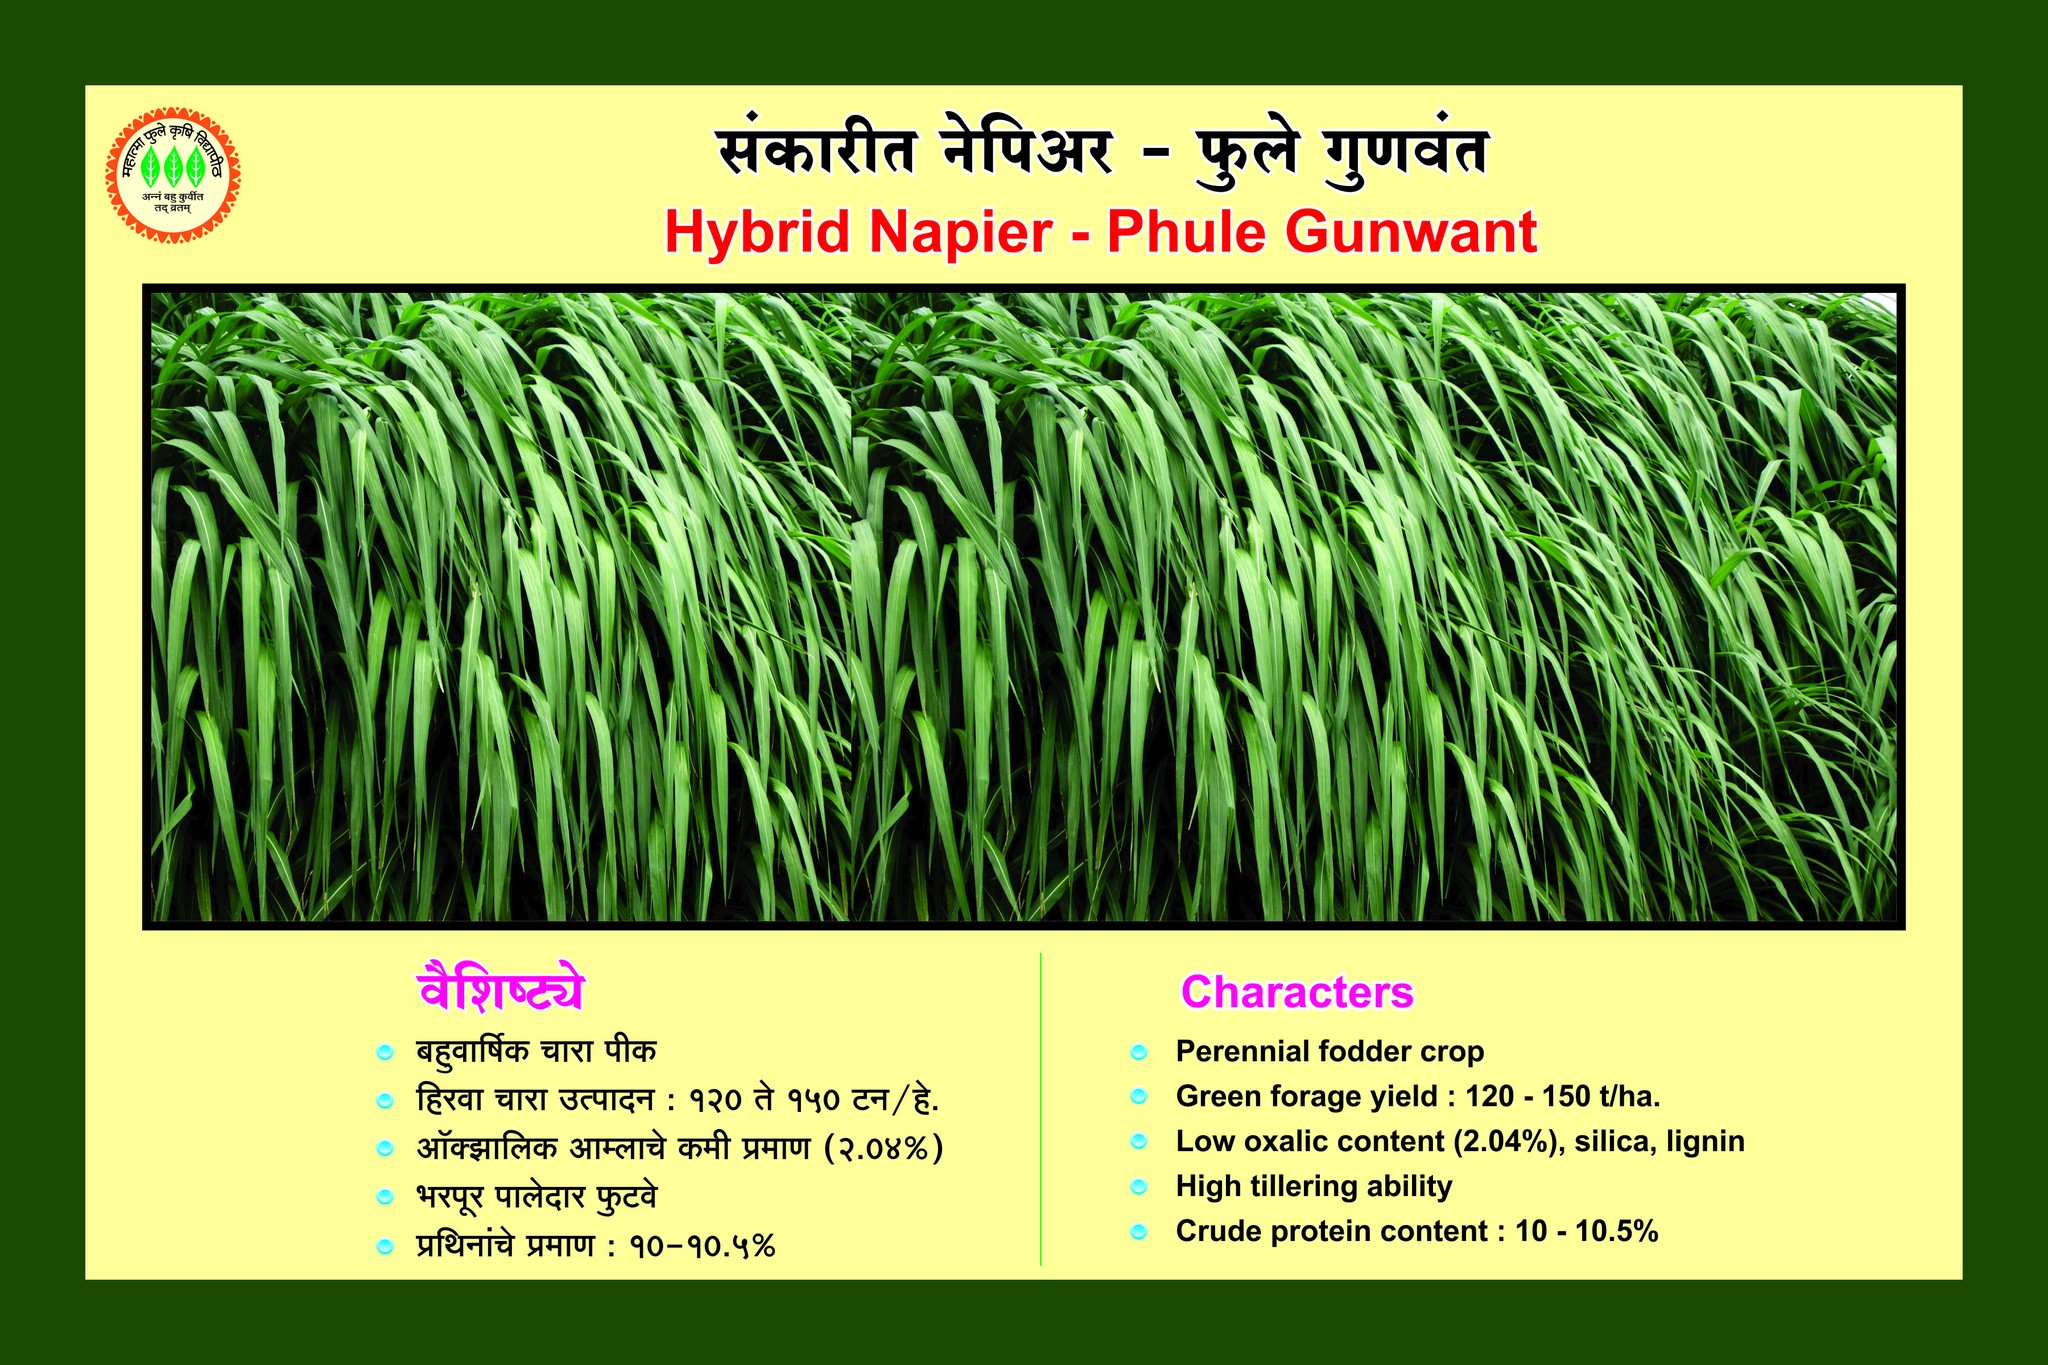 महात्मा फुले कृषि विद्यापीठ
अन्नं बहु कुर्वीत
तद् व्रतम्
संकारीत नेपिअर - फुले गुणवंत
Hybrid Napier - Phule Gunwant
वैशिष्ट्ये
बहुवार्षिक चारा पीक
हिरवा चारा उत्पादन : १२० ते १५० टन/हे.
ऑक्झालिक आम्लाचे कमी प्रमाण (२.०४%)
भरपूर पालेदार फुटवे
प्रथिनांचे प्रमाण : १०-१०.५%
Characters
Perennial fodder crop
Green forage yield : 120 - 150 t/ha.
Low oxalic content (2.04%), silica, lignin
High tillering ability
Crude protein content : 10 - 10.5%